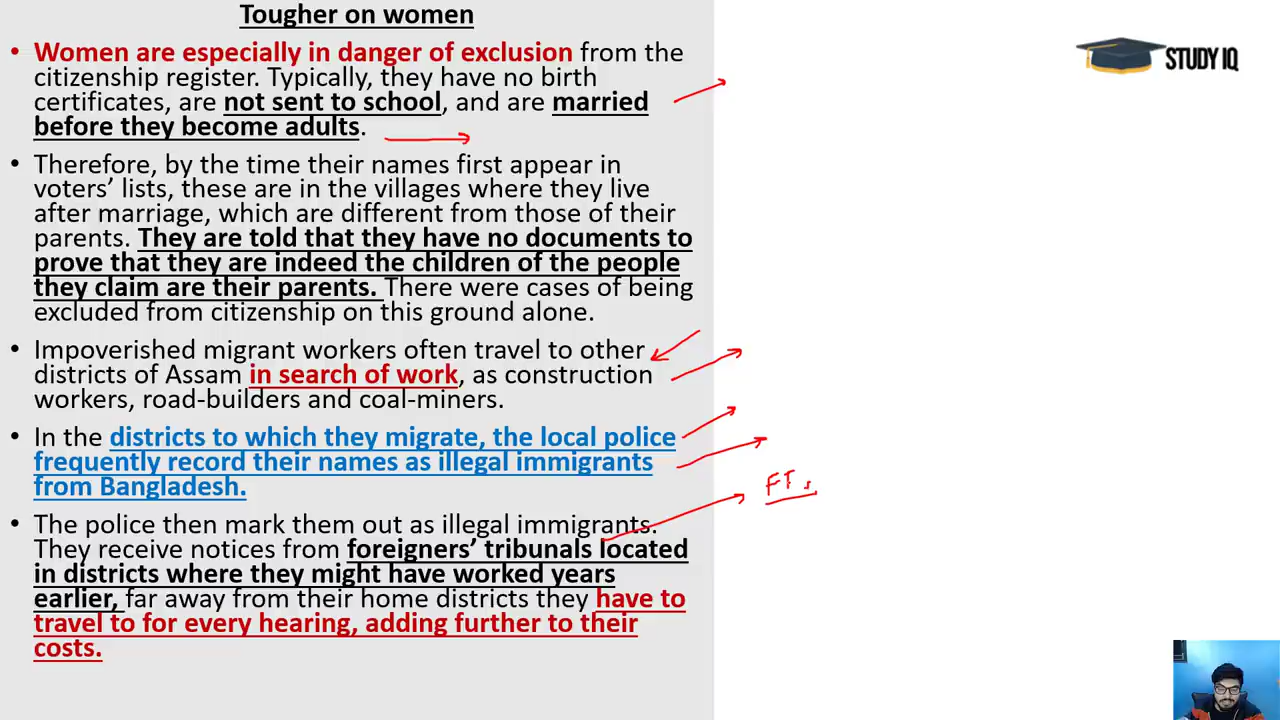 Tougher on women
• Women are especially in danger of exclusion from the
citizenship register. Typically, they have no birth
certificates, are not sent to school, and are married
before they become adults.
• Therefore, by the time their names first appear in
voters’ lists, these are in the villages where they live
after marriage, which are different from those of their
parents. They are told that they have no documents to
prove that they are indeed the children of the people
they claim are their parents. There were cases of being
excluded from citizenship on this ground alone.
• Impoverished migrant workers often travel to other
districts of Assam in search of work, as construction
workers, road-builders and coal-miners.
• In the districts to which they migrate, the local police
frequently record their names as illegal immigrants
from Bangladesh.
• The police then mark them out as illegal immigrants.
They receive notices from foreigners’ tribunals located
in districts where they might have worked years
earlier, far away from their home districts they have to
travel to for every hearing, adding further to their
costs.
FTs
STUDY IQ